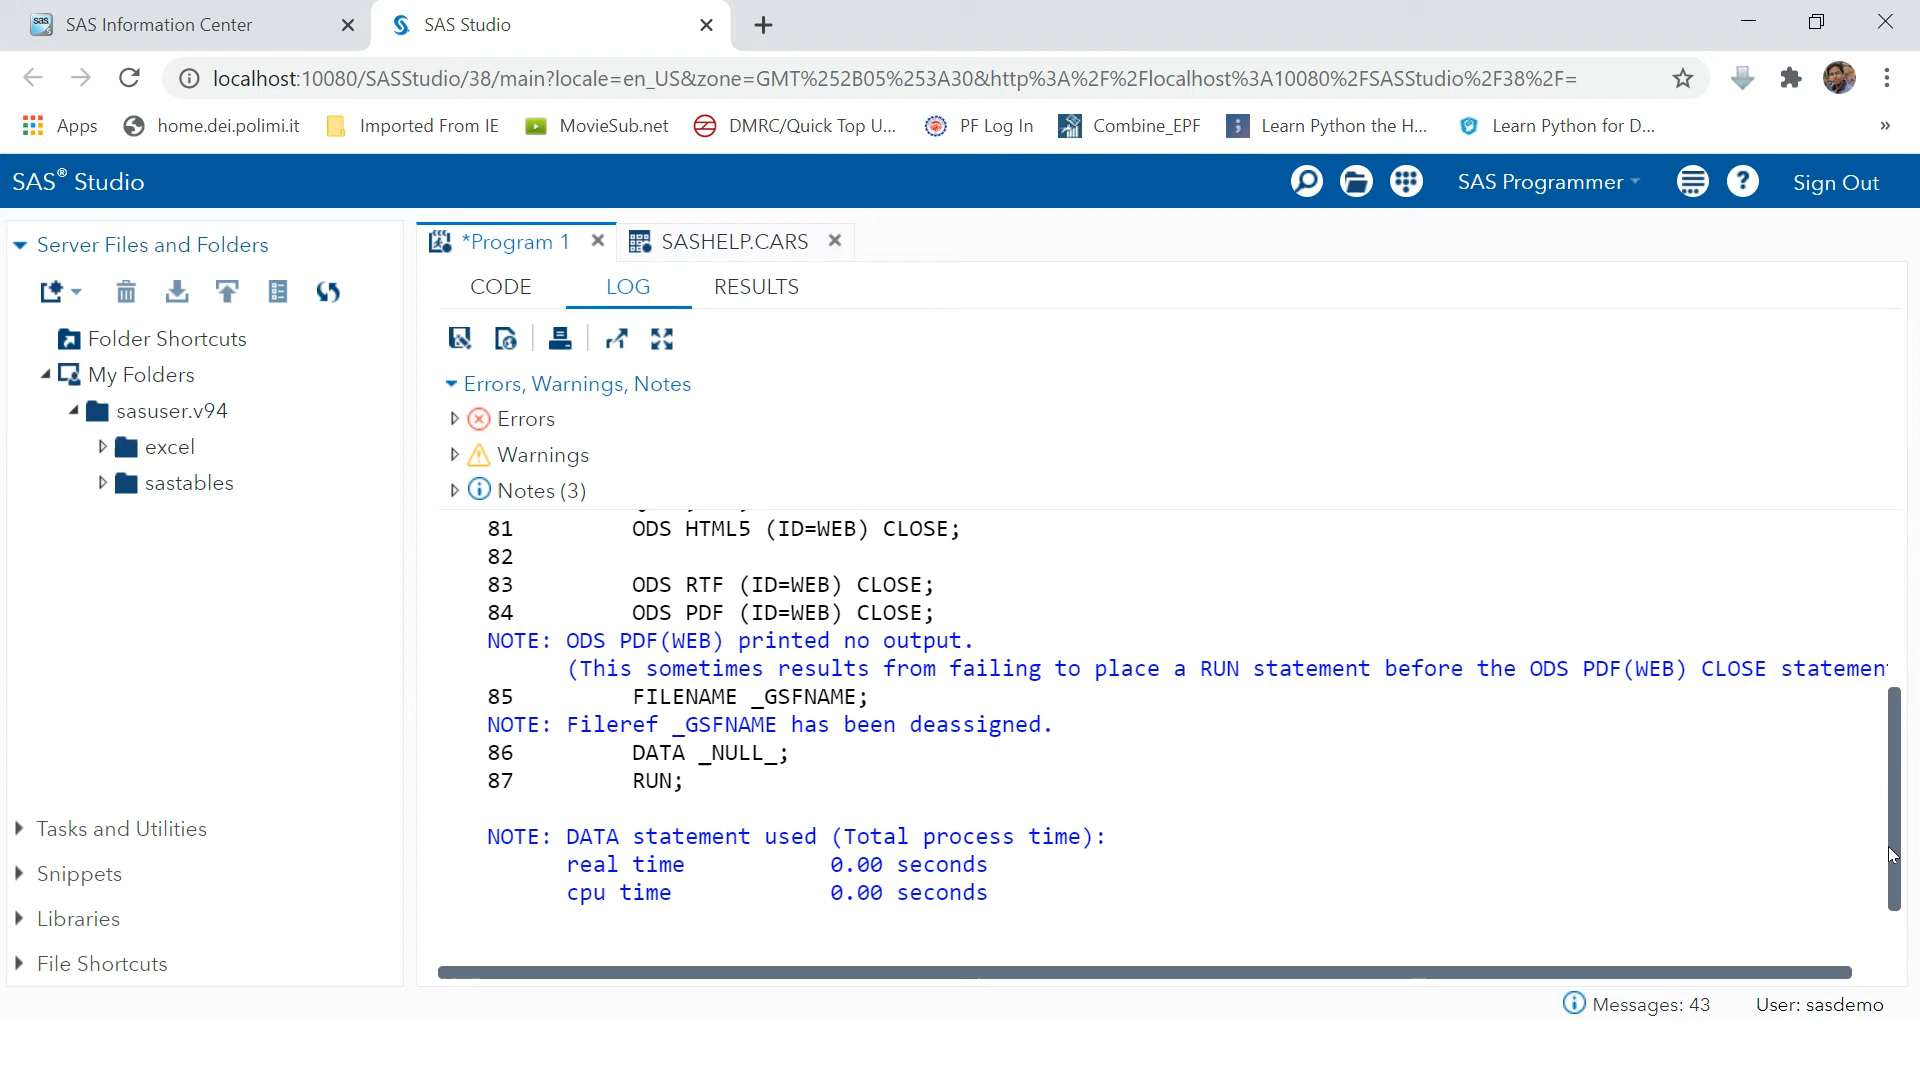 SAS Information Center
SAS Studio
localhost:10080/SASStudio/38/main?locale=en_US&zone=GMT%252B05%253A30&http%3A%2F%2Flocalhost%3A10080%2FSASStudio%2F38%2F=
Apps
home.dei.polimi.it
Imported From IE
MovieSub.net
DMRC/Quick Top U...
PF Log In
Combine_EPF
Learn Python the H...
Learn Python for D...
»
SAS® Studio
SAS Programmer
Sign Out
Server Files and Folders
Folder Shortcuts
My Folders
sasuser.v94
excel
sastables
Tasks and Utilities
Snippets
Libraries
File Shortcuts
*Program 1
SASHELP.CARS
CODE
LOG
RESULTS
Errors, Warnings, Notes
Errors
Warnings
Notes (3)
81 ODS HTML5 (ID=WEB) CLOSE;
82
83 ODS RTF (ID=WEB) CLOSE;
84 ODS PDF (ID=WEB) CLOSE;
NOTE: ODS PDF(WEB) printed no output.
(This sometimes results from failing to place a RUN statement before the ODS PDF(WEB) CLOSE statemen
85 FILENAME _GSFNAME;
NOTE: Fileref _GSFNAME has been deassigned.
86 DATA _NULL_;
87 RUN;
NOTE: DATA statement used (Total process time):
real time 0.00 seconds
cpu time 0.00 seconds
Messages: 43
User: sasdemo